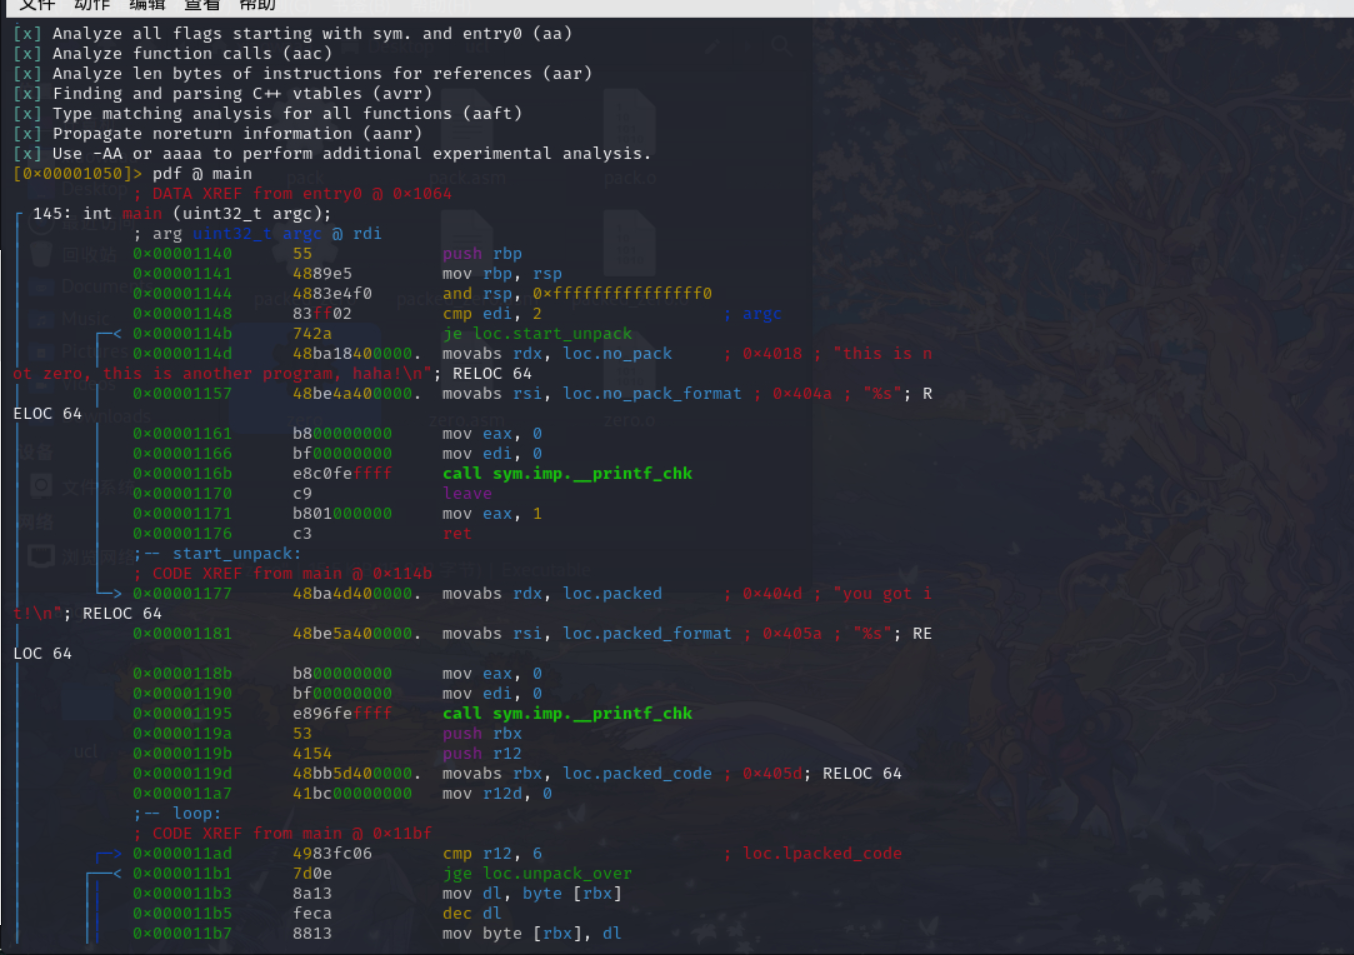 文件 动作 编辑 查看 帮助
[x] Analyze all flags starting with sym. and entry0 (aa)
[x] Analyze function calls (aac)
[x] Analyze len bytes of instructions for references (aar)
[x] Finding and parsing C++ vtables (avrr)
[x] Type matching analysis for all functions (aaft)
[x] Propagate noreturn information (aanr)
[x] Use -AA or aaaa to perform additional experimental analysis.
[0×00001050]> pdf @ main
; DATA XREF from entry0 @ 0×1064
145: int main (uint32_t argc);
; arg uint32_t argc @ rdi
0×00001140 55 push rbp
0×00001141 4889e5 mov rbp, rsp
0×00001144 4883e4f0 and rsp, 0×fffffffffffffff0
0×00001148 83ff02 cmp edi, 2 ; argc
0×0000114b 742a je loc.start_unpack
0×0000114d 48ba18400000. movabs rdx, loc.no_pack ; 0×4018 ; "this is n
ot zero, this is another program, haha!\n"; RELOC 64
0×00001157 48be4a400000. movabs rsi, loc.no_pack_format ; 0×404a ; "%s"; R
ELOC 64
0×00001161 b800000000 mov eax, 0
0×00001166 bf00000000 mov edi, 0
0×0000116b e8c0feffff call sym.imp.__printf_chk
0×00001170 c9 leave
0×00001171 b801000000 mov eax, 1
0×00001176 c3 ret
;-- start_unpack:
; CODE XREF from main @ 0×114b
0×00001177 48ba4d400000. movabs rdx, loc.packed ; 0×404d ; "you got i
t!\n"; RELOC 64
0×00001181 48be5a400000. movabs rsi, loc.packed_format ; 0×405a ; "%s"; RE
LOC 64
0×0000118b b800000000 mov eax, 0
0×00001190 bf00000000 mov edi, 0
0×00001195 e896feffff call sym.imp.__printf_chk
0×0000119a 53 push rbx
0×0000119b 4154 push r12
0×0000119d 48bb5d400000. movabs rbx, loc.packed_code ; 0×405d; RELOC 64
0×000011a7 41bc00000000 mov r12d, 0
;-- loop:
; CODE XREF from main @ 0×11bf
0×000011ad 4983fc06 cmp r12, 6 ; loc.lpacked_code
0×000011b1 7d0e jge loc.unpack_over
0×000011b3 8a13 mov dl, byte [rbx]
0×000011b5 feca dec dl
0×000011b7 8813 mov byte [rbx], dl